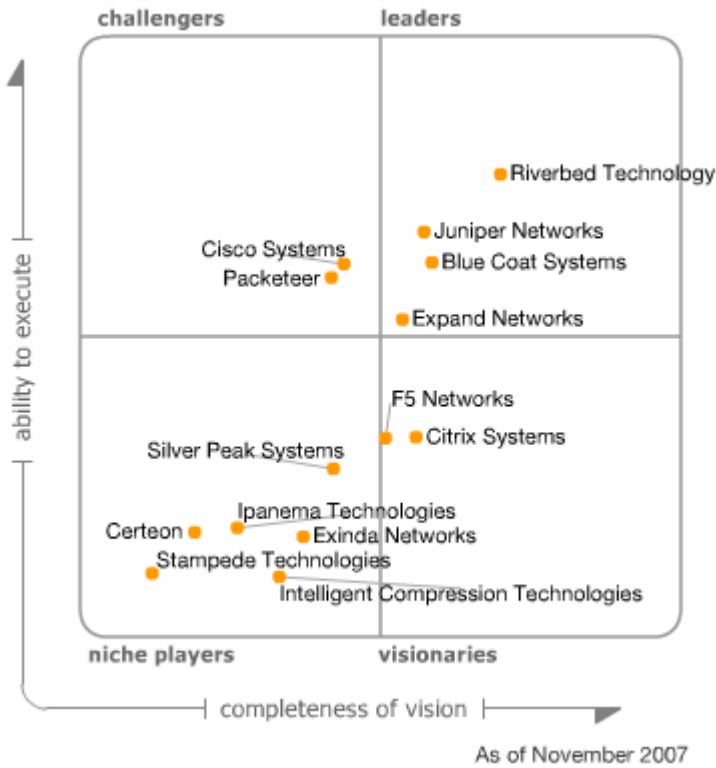 challengers
leaders
Riverbed Technology
Juniper Networks
Cisco Systems
Blue Coat Systems
Packeteer
Expand Networks
ability to execute
F5 Networks
Citrix Systems
Silver Peak Systems
Ipanema Technologies
Certeon
Exinda Networks
Stampede Technologies
Intelligent Compression Technologies
niche players
visionaries
completeness of vision
As of November 2007